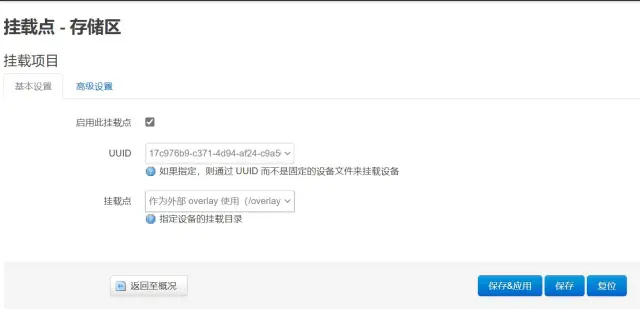 挂载点 - 存储区
挂载项目
基本设置 高级设置
启用此挂载点
UUID 17c976b9-c371-4d94-af24-c9a5
如果指定，则通过 UUID 而不是固定的设备文件来挂载设备
挂载点 作为外部 overlay 使用（/overlay
指定设备的挂载目录
返回至概况 保存&应用 保存 复位